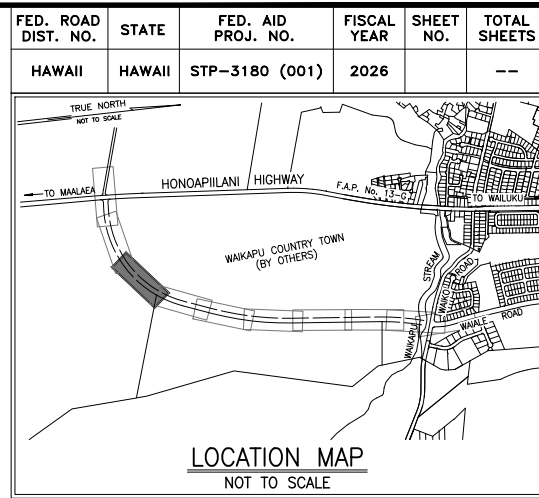 FED. ROAD DIST. NO. STATE FED. AID PROJ. NO. FISCAL YEAR SHEET NO. TOTAL SHEETS
HAWAII HAWAII STP-3180 (001) 2026 --
TRUE NORTH
NOT TO SCALE
TO MAALAEA
HONOAPIILANI HIGHWAY
F.A.P. No. 13-G
TO WAILUKU
WAIKAPU COUNTRY TOWN
(BY OTHERS)
WAIKAPU STREAM
WAIKO ROAD
WAIALE ROAD
LOCATION MAP
NOT TO SCALE